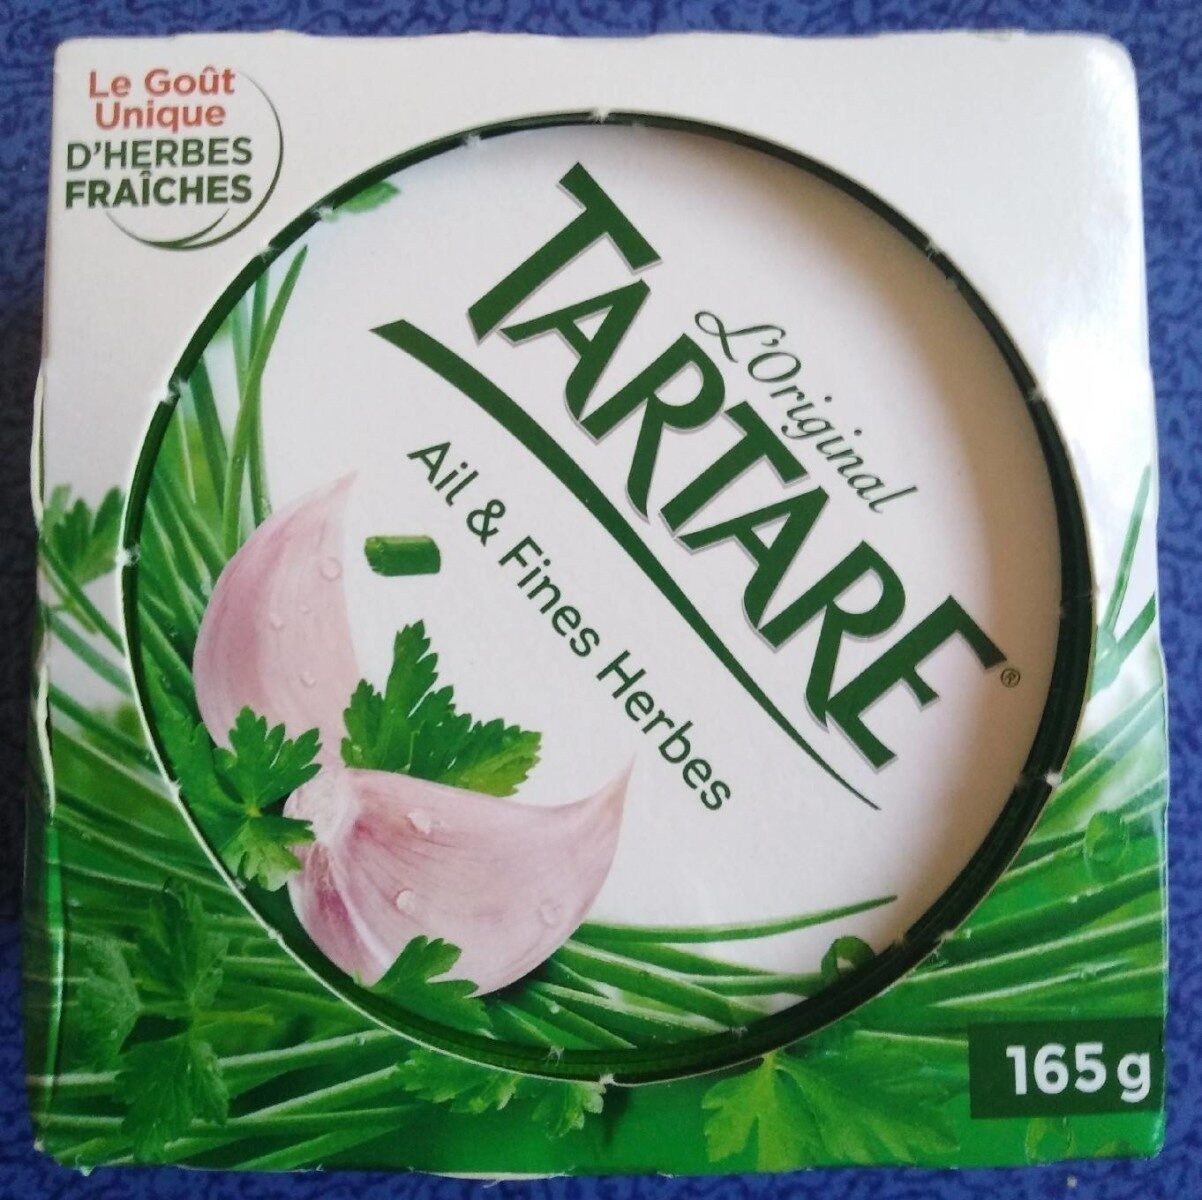 Le Goût
Unique
D'HERBES
FRAÎCHES
L'Original
TARTARE®
Ail & Fines Herbes
165g